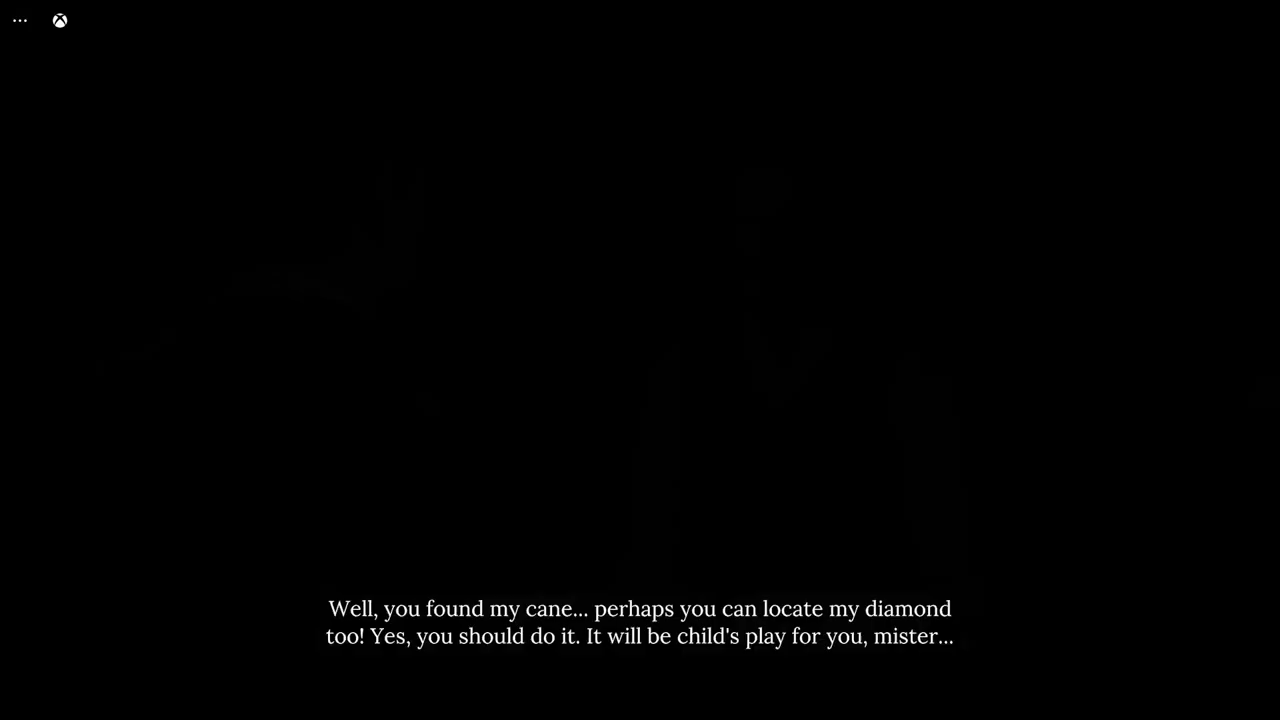 Well, you found my cane... perhaps you can locate my diamond
too! Yes, you should do it. It will be child's play for you, mister...